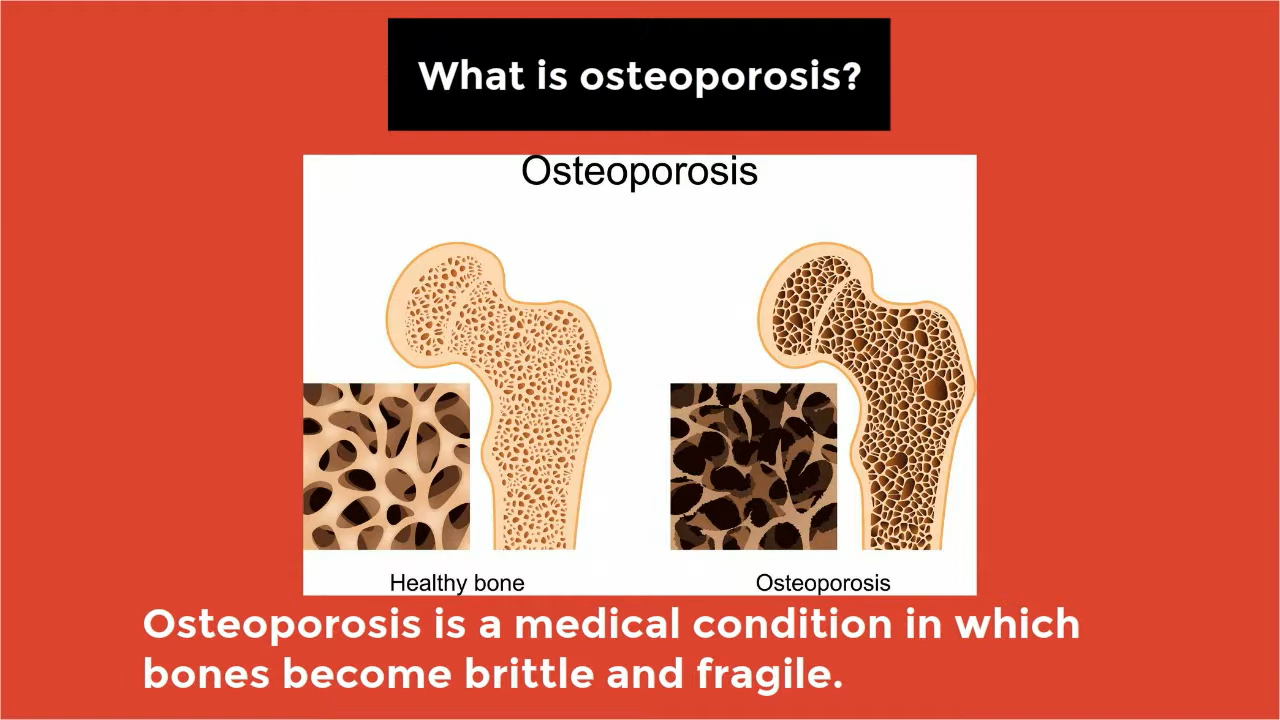 What is osteoporosis?
Osteoporosis
Healthy bone
Osteoporosis
Osteoporosis is a medical condition in which
bones become brittle and fragile.